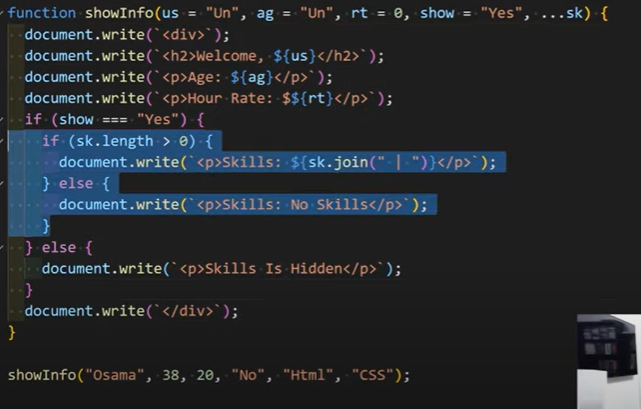 function showInfo(us = "Un", ag = "Un", rt = 0, show = "Yes", ...sk) {
document.write(`<div>`);
document.write(`<h2>Welcome, ${us}</h2>`);
document.write(`<p>Age: ${ag}</p>`);
document.write(`<p>Hour Rate: $${rt}</p>`);
if (show === "Yes") {
if (sk.length > 0) {
document.write(`<p>Skills: ${sk.join(" | ")}</p>`);
} else {
document.write(`<p>Skills: No Skills</p>`);
}
} else {
document.write(`<p>Skills Is Hidden</p>`);
}
document.write(`</div>`);
}
showInfo("Osama", 38, 20, "No", "Html", "CSS");